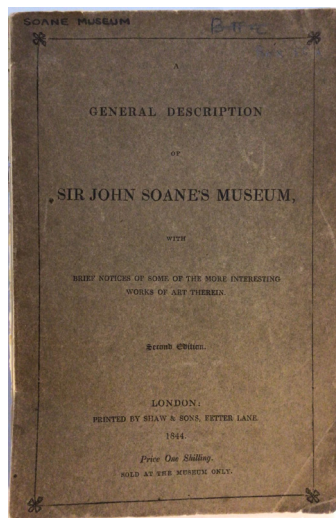 SOANE MUSEUM
A
GENERAL DESCRIPTION
OF
SIR JOHN SOANE'S MUSEUM,
WITH
BRIEF NOTICES OF SOME OF THE MORE INTERESTING
WORKS OF ART THEREIN.
Second Edition.
LONDON:
PRINTED BY SHAW & SONS, FETTER LANE.
1844.
Price One Shilling.
SOLD AT THE MUSEUM ONLY.